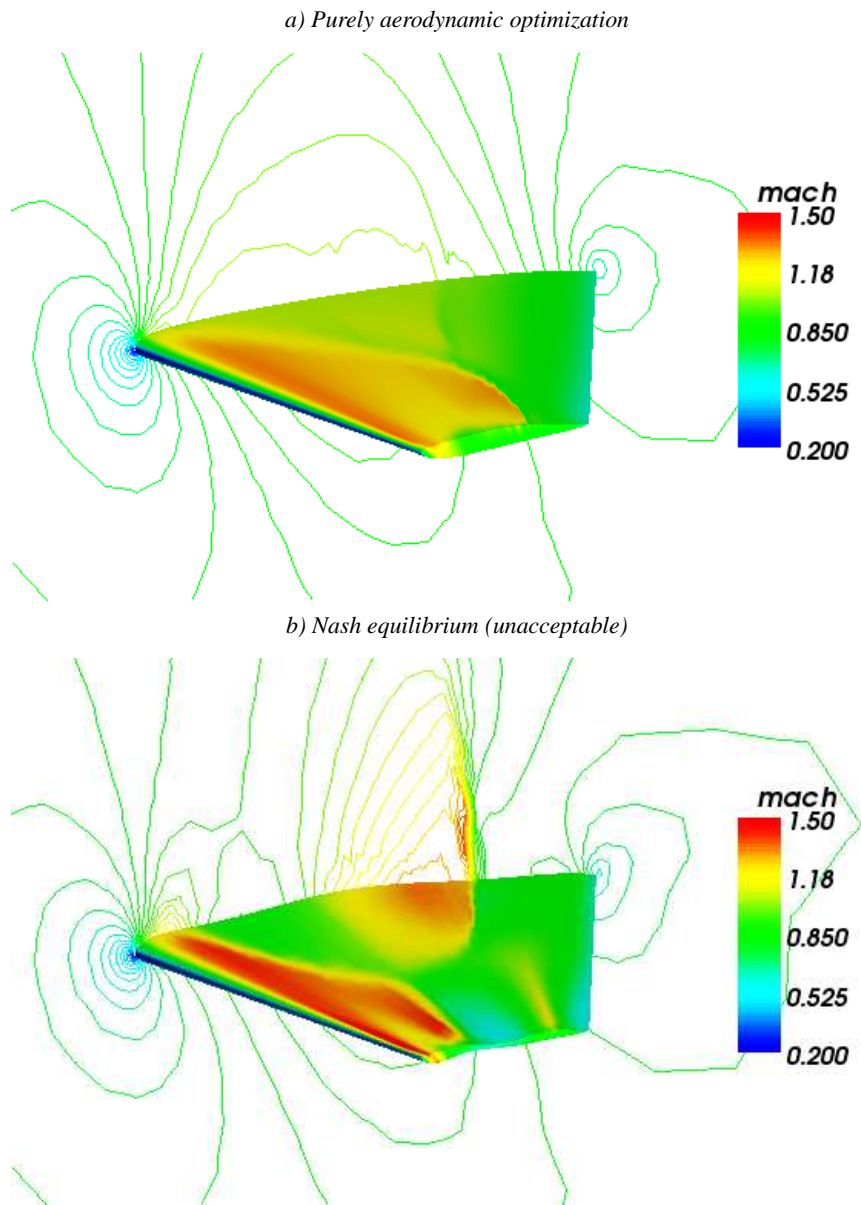 a) Purely aerodynamic optimization
mach
1.50
1.18
0.850
0.525
0.200
b) Nash equilibrium (unacceptable)
mach
1.50
1.18
0.850
0.525
0.200